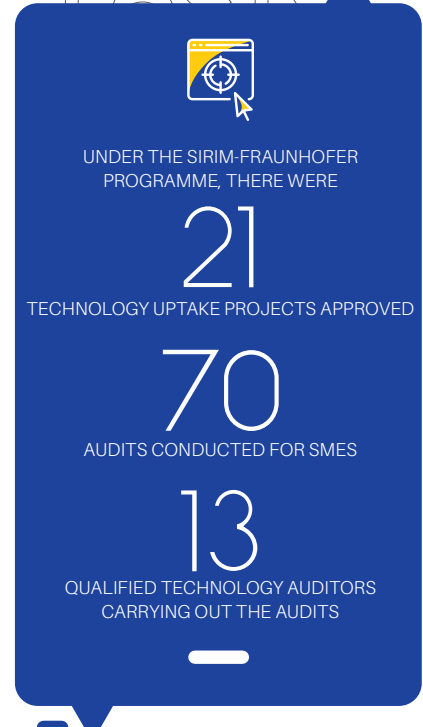 UNDER THE SIRIM-FRAUNHOFER
PROGRAMME, THERE WERE
21
TECHNOLOGY UPTAKE PROJECTS APPROVED
70
AUDITS CONDUCTED FOR SMES
13
QUALIFIED TECHNOLOGY AUDITORS
CARRYING OUT THE AUDITS